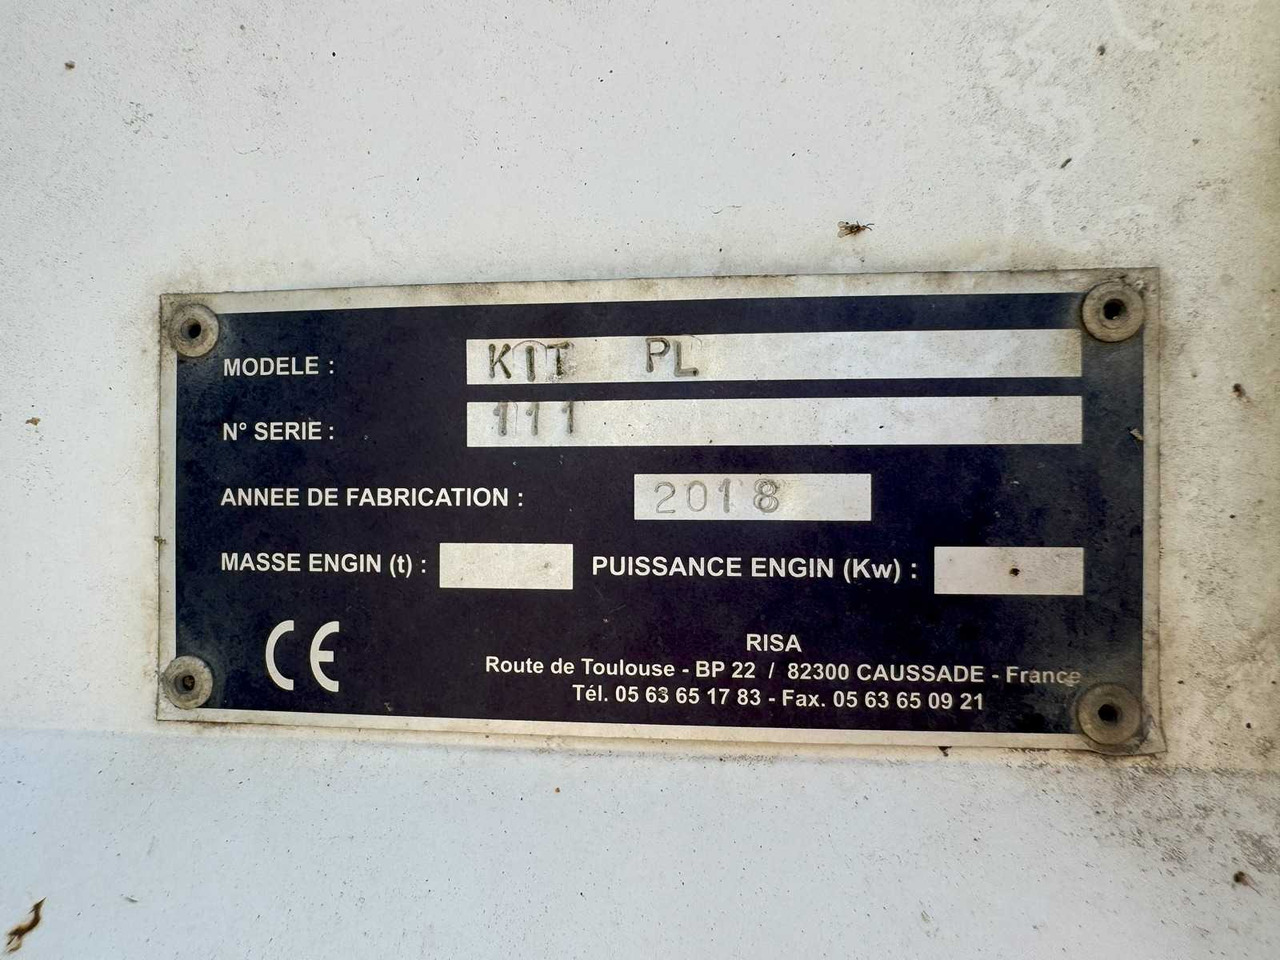 MODELE : KIT PL
N° SERIE : 111
ANNEE DE FABRICATION : 2018
MASSE ENGIN (t) : PUISSANCE ENGIN (Kw) :
CE
RISA
Route de Toulouse - BP 22 / 82300 CAUSSADE - France
Tél. 05 63 65 17 83 - Fax. 05 63 65 09 21